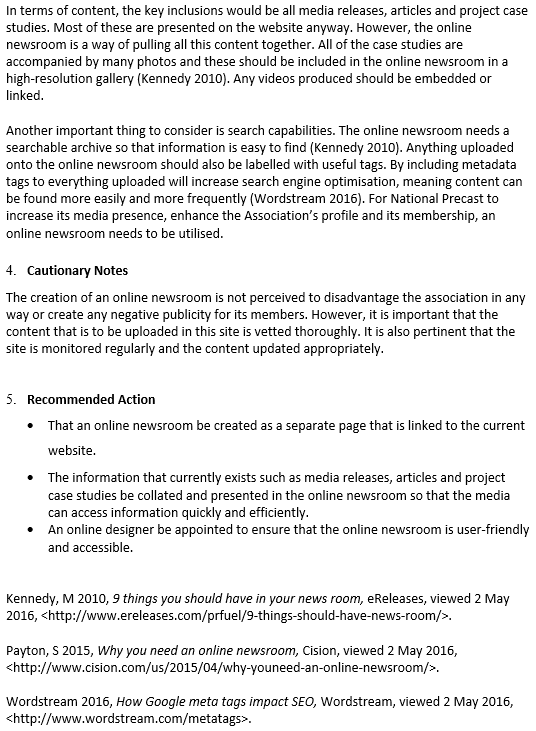 In terms of content, the key inclusions would be all media releases, articles and project case
studies. Most of these are presented on the website anyway. However, the online
newsroom is a way of pulling all this content together. All of the case studies are
accompanied by many photos and these should be included in the online newsroom in a
high-resolution gallery (Kennedy 2010). Any videos produced should be embedded or
linked.
Another important thing to consider is search capabilities. The online newsroom needs a
searchable archive so that information is easy to find (Kennedy 2010). Anything uploaded
onto the online newsroom should also be labelled with useful tags. By including metadata
tags to everything uploaded will increase search engine optimisation, meaning content can
be found more easily and more frequently (Wordstream 2016). For National Precast to
increase its media presence, enhance the Association's profile and its membership, an
online newsroom needs to be utilised.
4. Cautionary Notes
The creation of an online newsroom is not perceived to disadvantage the association in any
way or create any negative publicity for its members. However, it is important that the
content that is to be uploaded in this site is vetted thoroughly. It is also pertinent that the
site is monitored regularly and the content updated appropriately.
5. Recommended Action
• That an online newsroom be created as a separate page that is linked to the current
website.
• The information that currently exists such as media releases, articles and project
case studies be collated and presented in the online newsroom so that the media
can access information quickly and efficiently.
• An online designer be appointed to ensure that the online newsroom is user-friendly
and accessible.
Kennedy, M 2010, 9 things you should have in your news room, eReleases, viewed 2 May
2016, <http://www.ereleases.com/prfuel/9-things-should-have-news-room/>.
Payton, S 2015, Why you need an online newsroom, Cision, viewed 2 May 2016,
<http://www.cision.com/us/2015/04/why-youneed-an-online-newsroom/>.
Wordstream 2016, How Google meta tags impact SEO, Wordstream, viewed 2 May 2016,
<http://www.wordstream.com/metatags>.